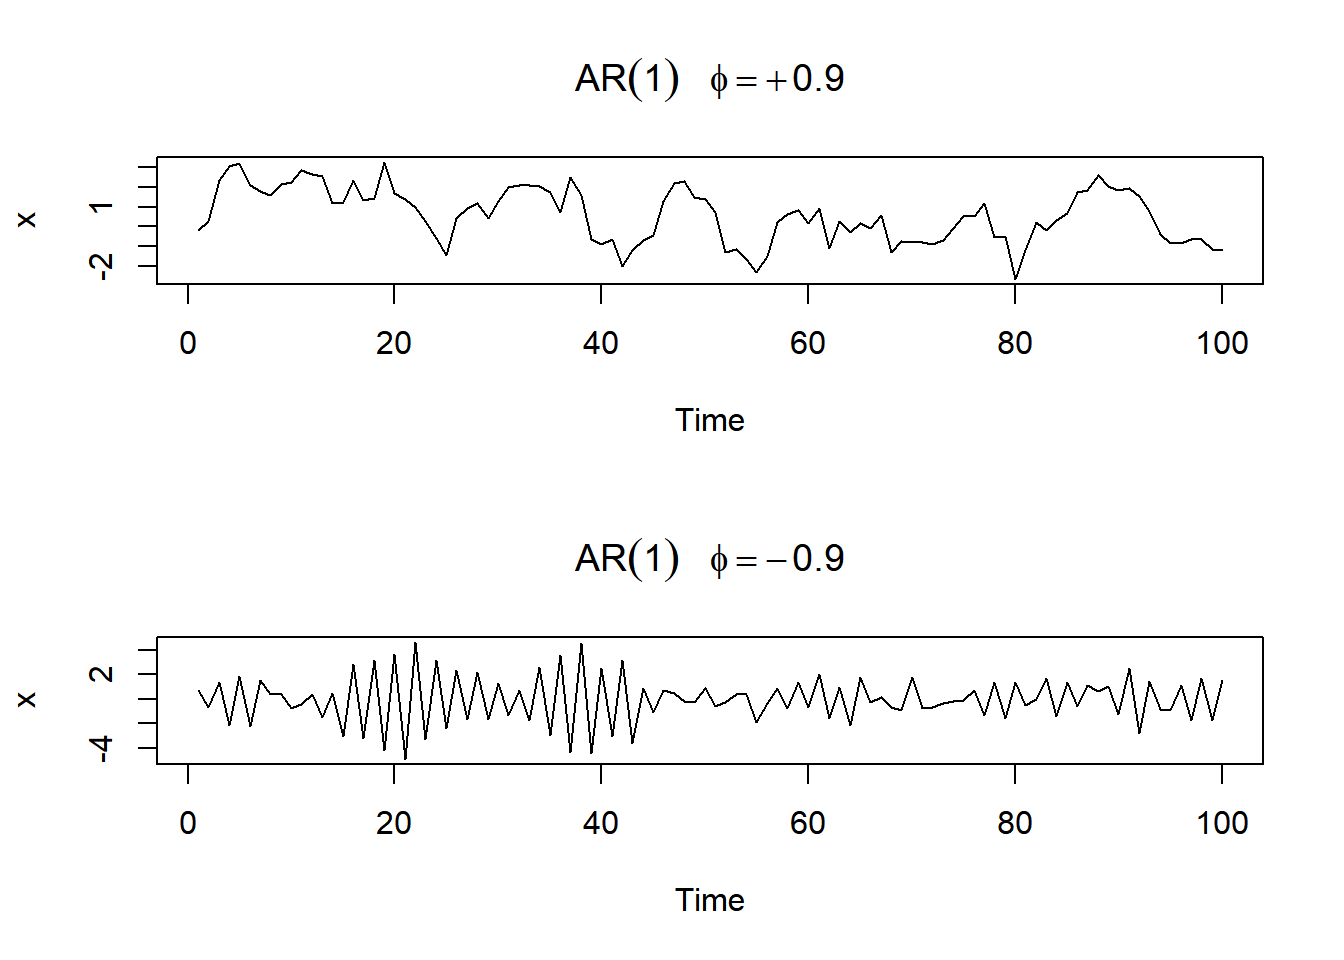 AR(1) ϕ = +0.9
x
1
-2
0 20 40 60 80 100
Time
AR(1) ϕ = −0.9
x
2
-4
0 20 40 60 80 100
Time